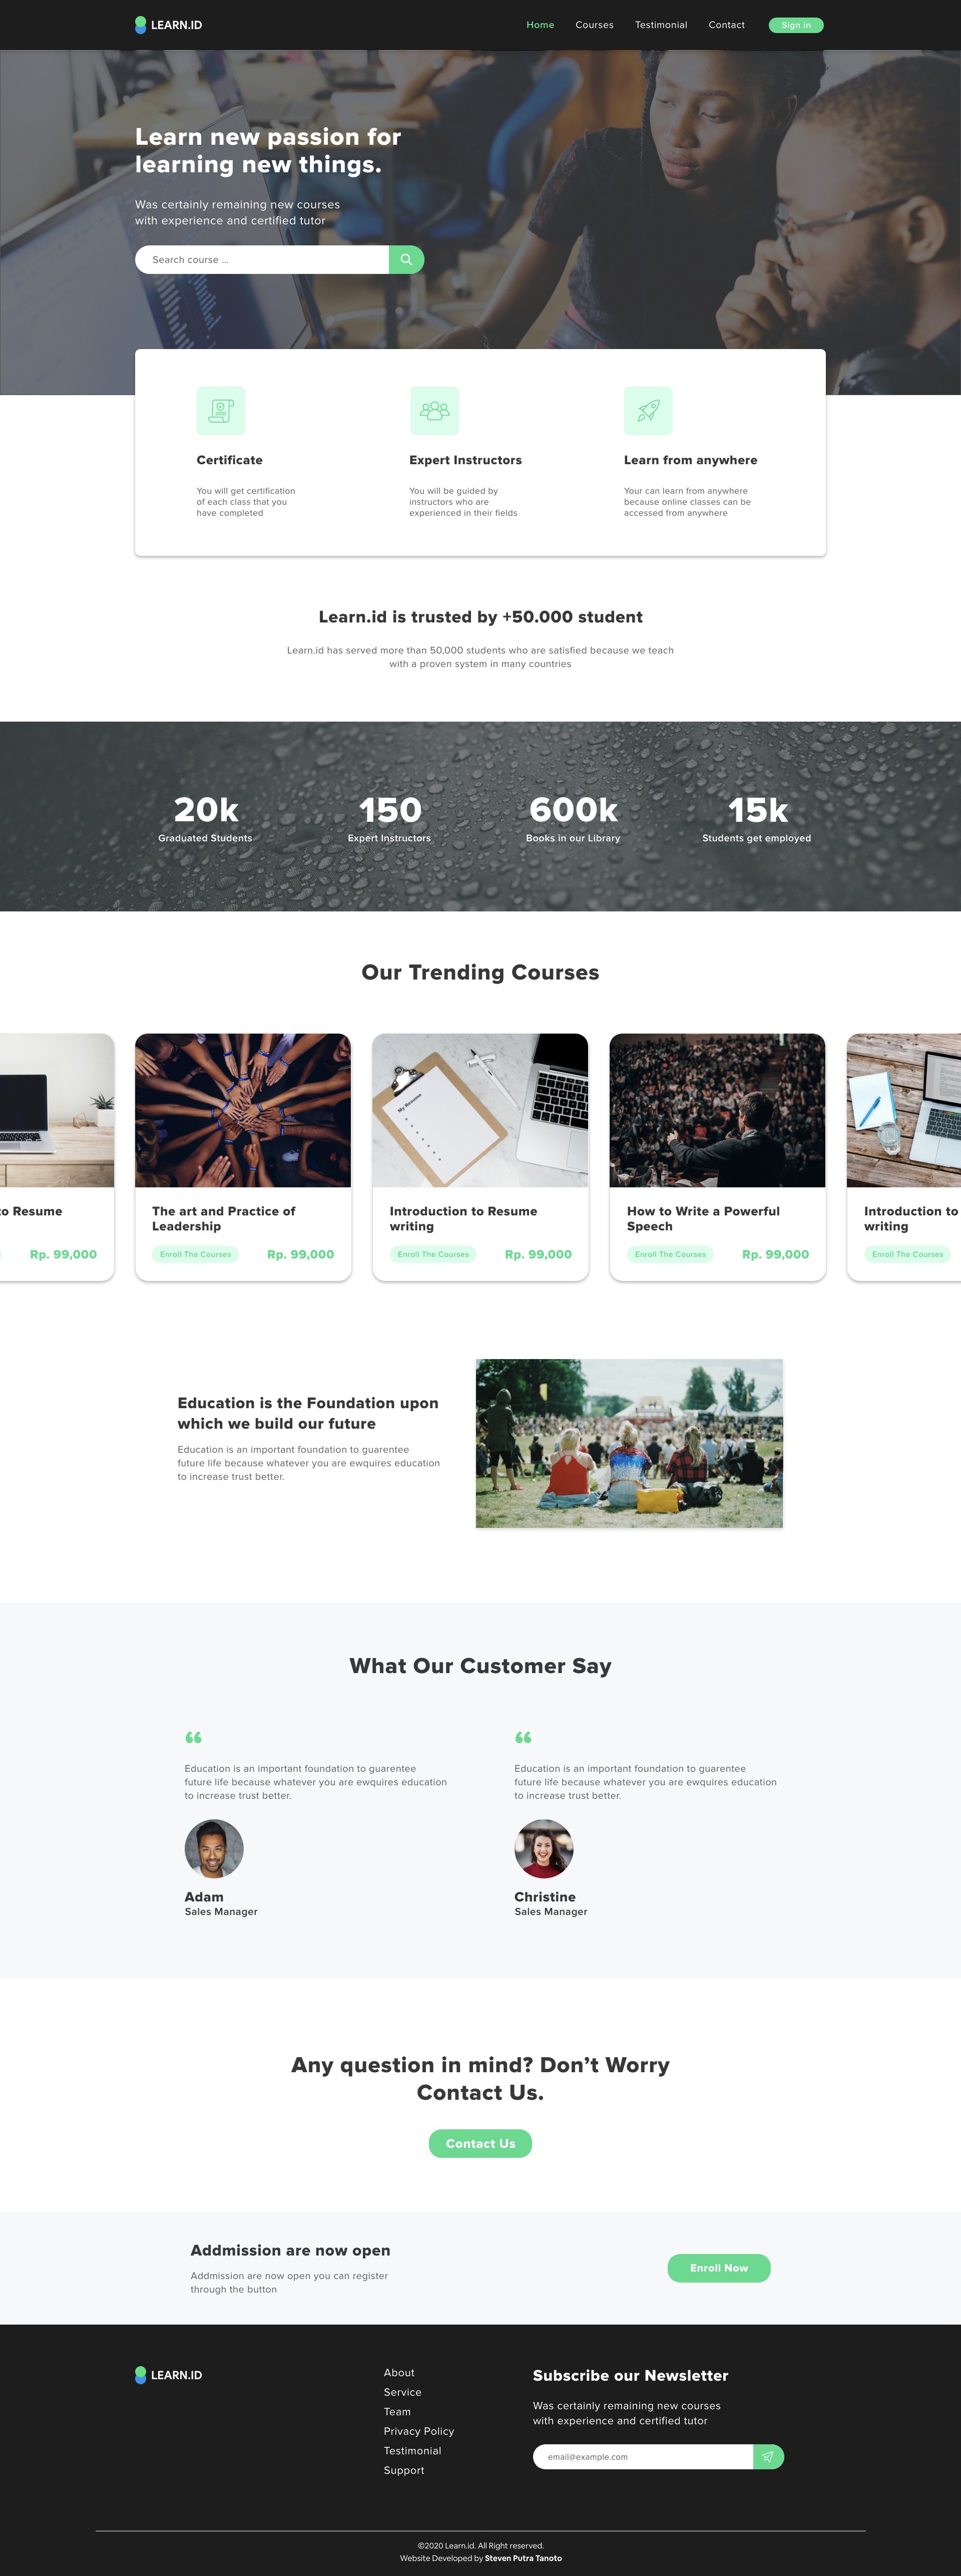 LEARN.ID
Home Courses Testimonial Contact Sign in
Learn new passion for
learning new things.
Was certainly remaining new courses
with experience and certified tutor
Search course ...
Certificate
You will get certification
of each class that you
have completed
Expert Instructors
You will be guided by
instructors who are
experienced in their fields
Learn from anywhere
Your can learn from anywhere
because online classes can be
accessed from anywhere
Learn.id is trusted by +50.000 student
Learn.id has served more than 50,000 students who are satisfied because we teach
with a proven system in many countries
20k
Graduated Students
150
Expert Instructors
600k
Books in our Library
15k
Students get employed
Our Trending Courses
to Resume
Rp. 99,000
The art and Practice of
Leadership
Enroll The Courses Rp. 99,000
My Resume
Introduction to Resume
writing
Enroll The Courses Rp. 99,000
How to Write a Powerful
Speech
Enroll The Courses Rp. 99,000
Introduction to
writing
Enroll The Courses
Education is the Foundation upon
which we build our future
Education is an important foundation to guarentee
future life because whatever you are ewquires education
to increase trust better.
What Our Customer Say
Education is an important foundation to guarentee
future life because whatever you are ewquires education
to increase trust better.
Adam
Sales Manager
Education is an important foundation to guarentee
future life because whatever you are ewquires education
to increase trust better.
Christine
Sales Manager
Any question in mind? Don’t Worry
Contact Us.
Contact Us
Addmission are now open
Addmission are now open you can register
through the button
Enroll Now
LEARN.ID
About
Service
Team
Privacy Policy
Testimonial
Support
Subscribe our Newsletter
Was certainly remaining new courses
with experience and certified tutor
email@example.com
©2020 Learn.id. All Right reserved.
Website Developed by Steven Putra Tanoto